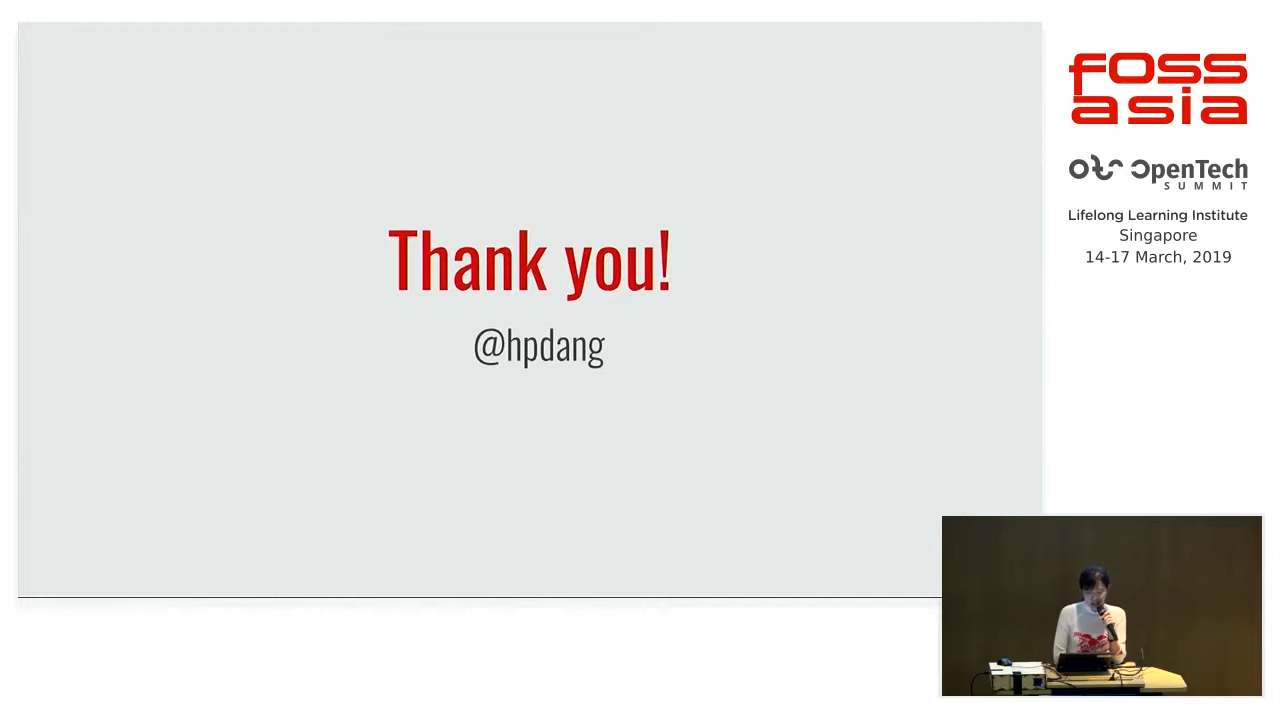 Thank you!
@hpdang
fOSS
asia
OpenTech
SUMMIT
Lifelong Learning Institute
Singapore
14-17 March, 2019